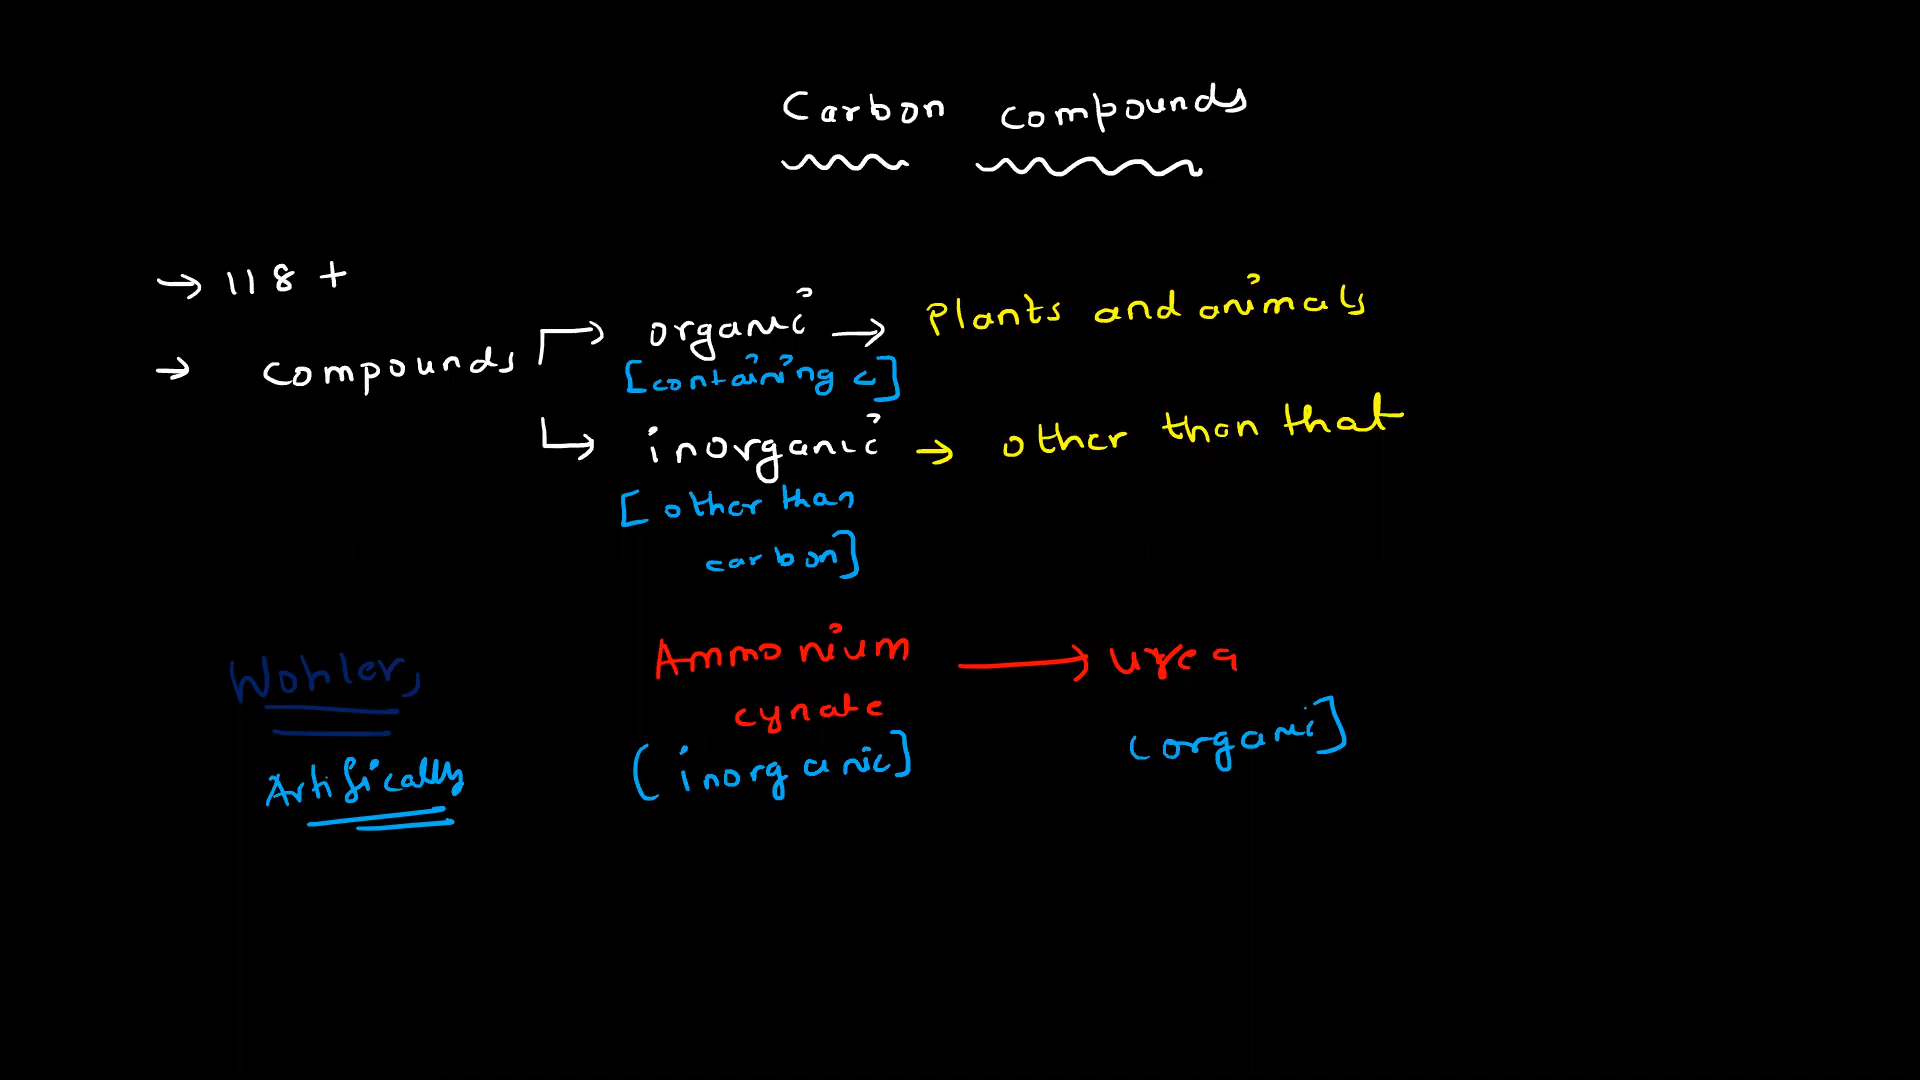 Carbon compounds
→ 118 +
→ compounds → organic → Plants and animals
[containing c]
→ inorganic → other than that
[other than
carbon]
Wohler, Ammonium → urea
cynate
Artifically (inorganic] (organic]